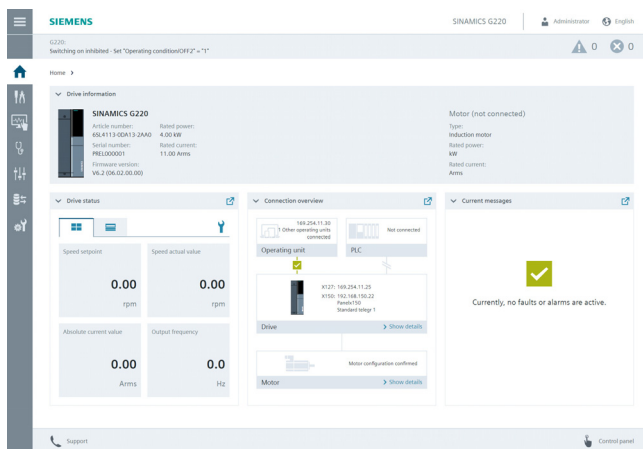 SIEMENS
SINAMICS G220
Administrator
English
G220:
Switching on inhibited - Set "Operating condition/OFF2" = "1"
0
0
Home >
Drive information
SINAMICS G220
Article number:
6SL4113-0DA13-2AA0
Rated power:
4.00 kW
Serial number:
PREL000001
Rated current:
11.00 Arms
Firmware version:
V6.2 (06.02.00.00)
Motor (not connected)
Type:
Induction motor
Rated power:
kW
Rated current:
Arms
Drive status
Speed setpoint
0.00
rpm
Speed actual value
0.00
rpm
Absolute current value
0.00
Arms
Output frequency
0.0
Hz
Connection overview
169.254.11.30
1 Other operating units
connected
Operating unit
Not connected
PLC
X127: 169.254.11.25
X150: 192.168.150.22
Panelx150
Standard telegr 1
Drive
> Show details
Motor configuration confirmed
Motor
> Show details
Current messages
Currently, no faults or alarms are active.
Support
Control panel